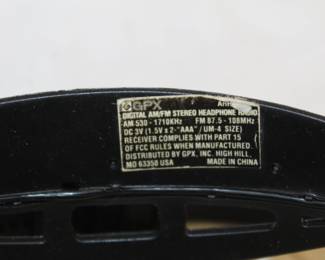 GPX
DIGITAL AM/FM STEREO HEADPHONE RADIO
AM 530 - 1710KHz FM 87.5 - 108MHz
DC 3V (1.5V x 2-"AAA" / UM-4 SIZE)
RECEIVER COMPLIES WITH PART 15
OF FCC RULES WHEN MANUFACTURED.
DISTRIBUTED BY GPX, INC. HIGH HILL,
MO 63350 USA MADE IN CHINA